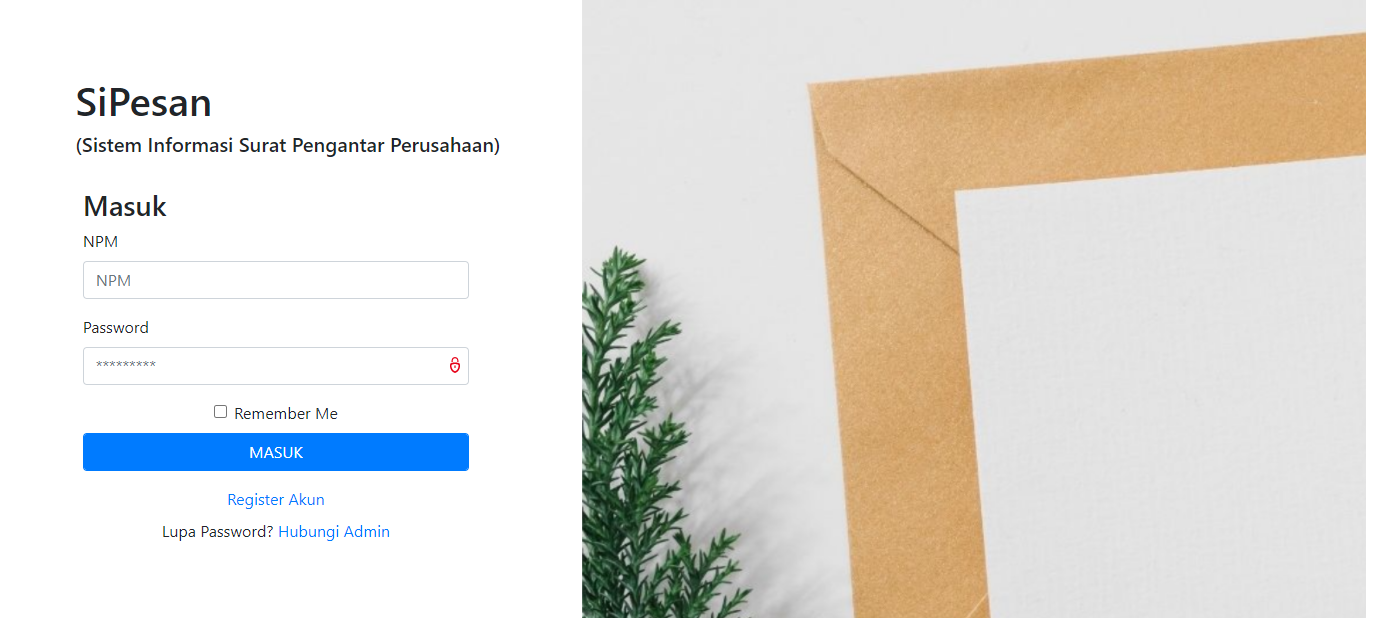 SiPesan
(Sistem Informasi Surat Pengantar Perusahaan)
Masuk
NPM
NPM
Password
*********
Remember Me
MASUK
Register Akun
Lupa Password? Hubungi Admin